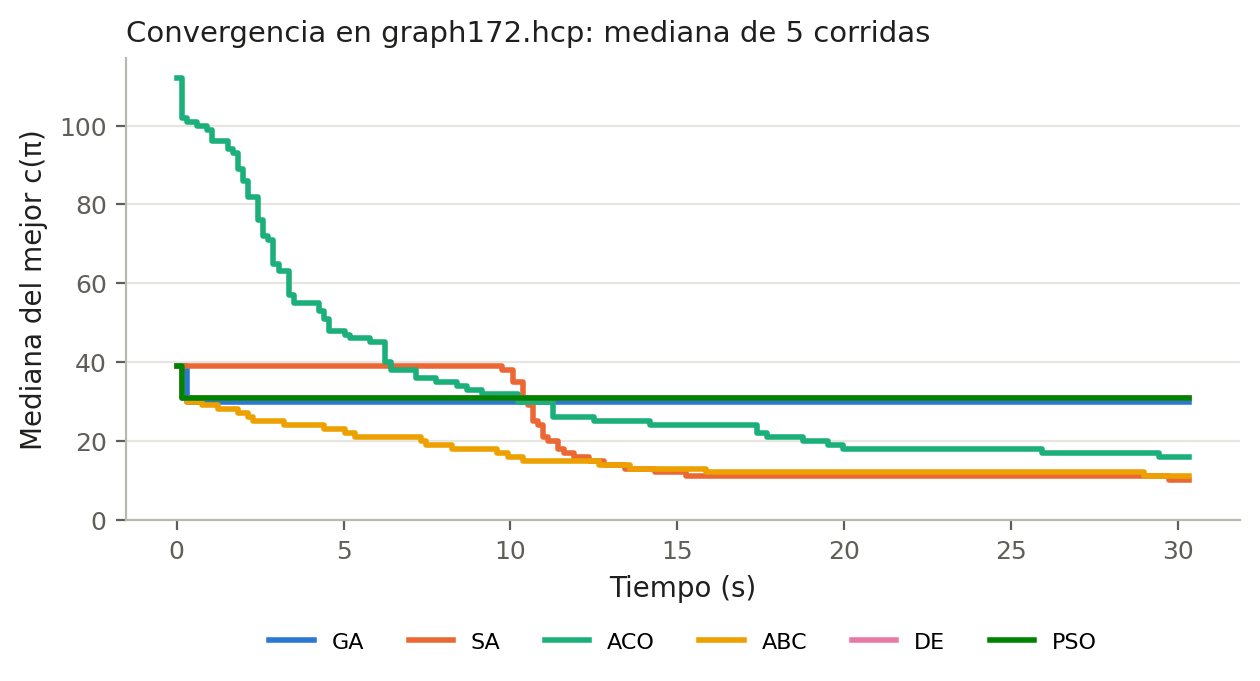 Convergencia en graph172.hcp: mediana de 5 corridas
Mediana del mejor c(π)
100
80
60
40
20
0
0 5 10 15 20 25 30
Tiempo (s)
GA SA ACO ABC DE PSO